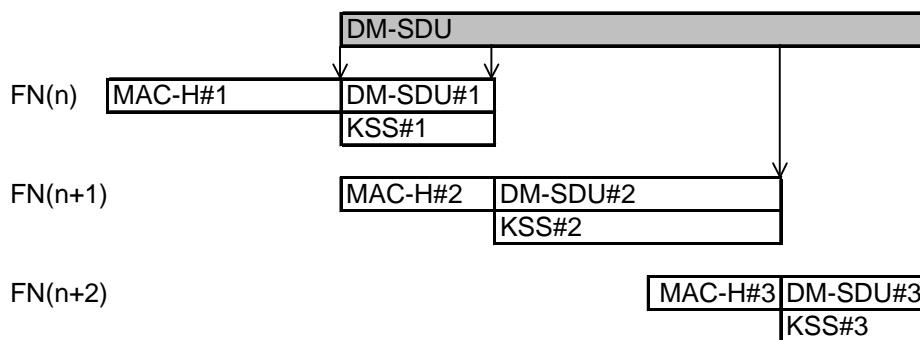 DM-SDU
FN(n) MAC-H#1 DM-SDU#1
KSS#1
FN(n+1) MAC-H#2 DM-SDU#2
KSS#2
FN(n+2) MAC-H#3 DM-SDU#3
KSS#3